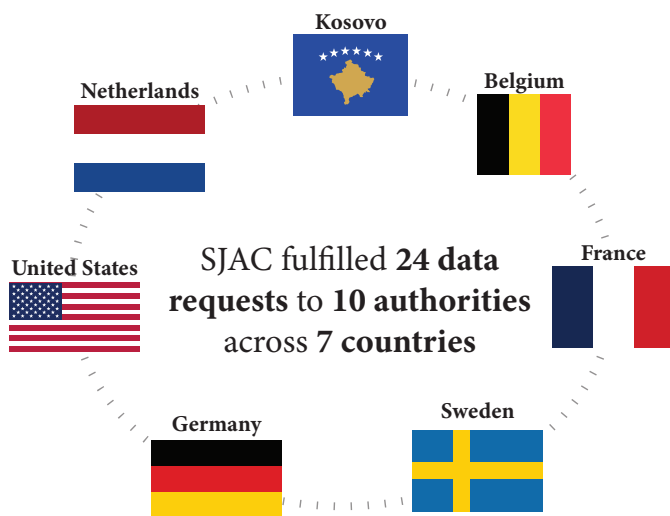 Kosovo
Netherlands
Belgium
United States
France
SJAC fulfilled 24 data
requests to 10 authorities
across 7 countries
Germany
Sweden